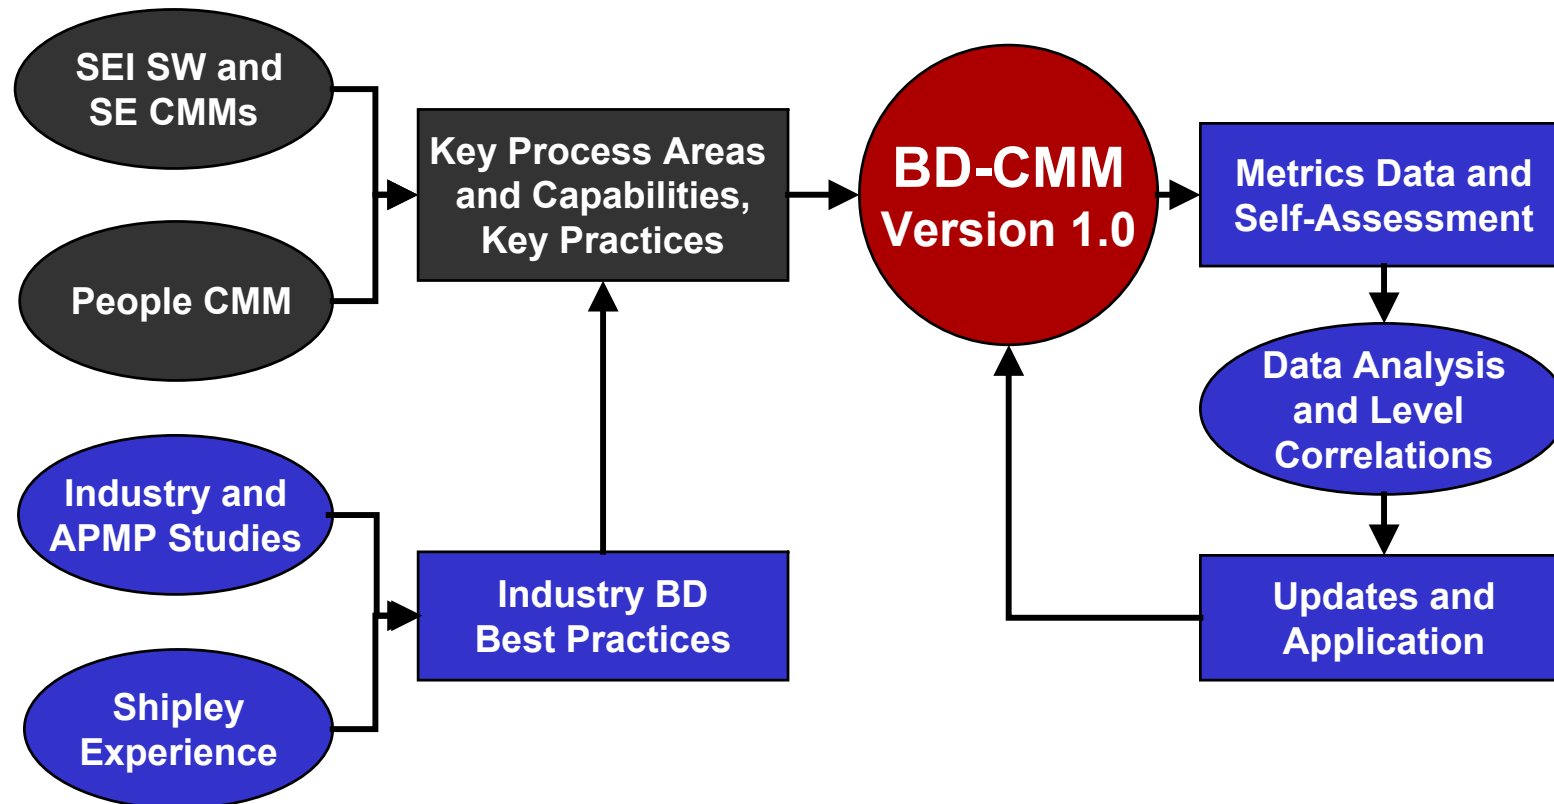 SEI SW and
SE CMMs
People CMM
Key Process Areas
and Capabilities,
Key Practices
Industry and
APMP Studies
Shipley
Experience
Industry BD
Best Practices
BD-CMM
Version 1.0
Metrics Data and
Self-Assessment
Data Analysis
and Level
Correlations
Updates and
Application